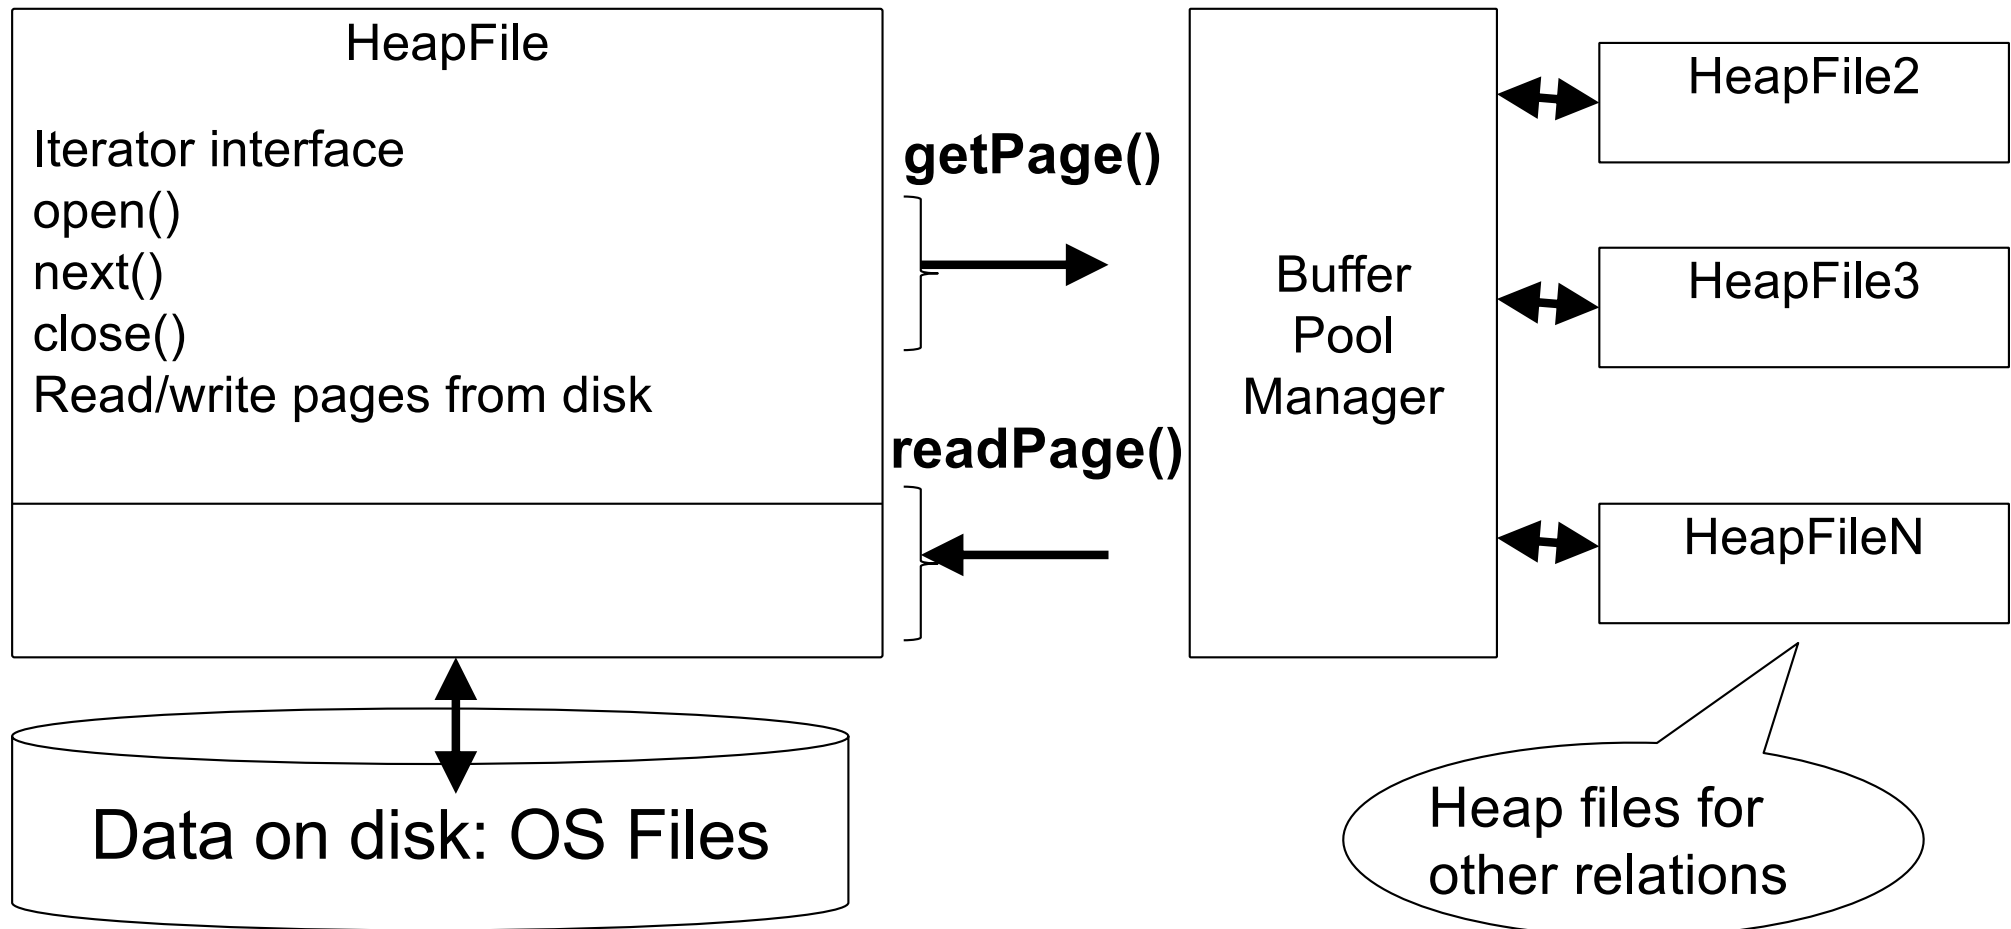 HeapFile
Iterator interface
open()
next()
close()
Read/write pages from disk
getPage()
readPage()
Buffer
Pool
Manager
HeapFile2
HeapFile3
HeapFileN
Data on disk: OS Files
Heap files for
other relations